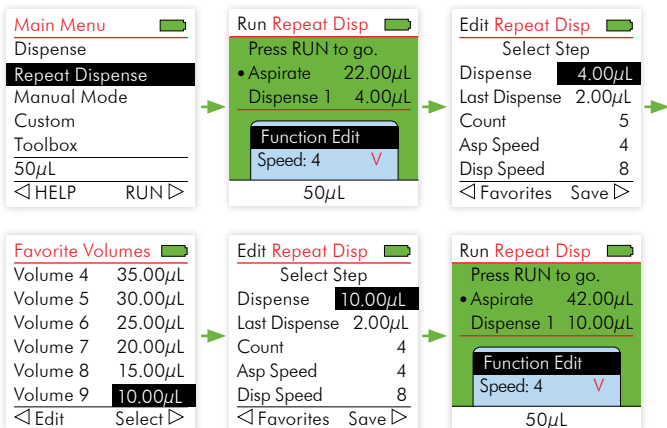 Main Menu
Dispense
Repeat Dispense
Manual Mode
Custom
Toolbox
50µL
◁ HELP RUN ▷
Run Repeat Disp
Press RUN to go.
• Aspirate 22.00µL
Dispense 1 4.00µL
Function Edit
Speed: 4 V
50µL
Edit Repeat Disp
Select Step
Dispense 4.00µL
Last Dispense 2.00µL
Count 5
Asp Speed 4
Disp Speed 8
◁ Favorites Save ▷
Favorite Volumes
Volume 4 35.00µL
Volume 5 30.00µL
Volume 6 25.00µL
Volume 7 20.00µL
Volume 8 15.00µL
Volume 9 10.00µL
◁ Edit Select ▷
Edit Repeat Disp
Select Step
Dispense 10.00µL
Last Dispense 2.00µL
Count 4
Asp Speed 4
Disp Speed 8
◁ Favorites Save ▷
Run Repeat Disp
Press RUN to go.
• Aspirate 42.00µL
Dispense 1 10.00µL
Function Edit
Speed: 4 V
50µL